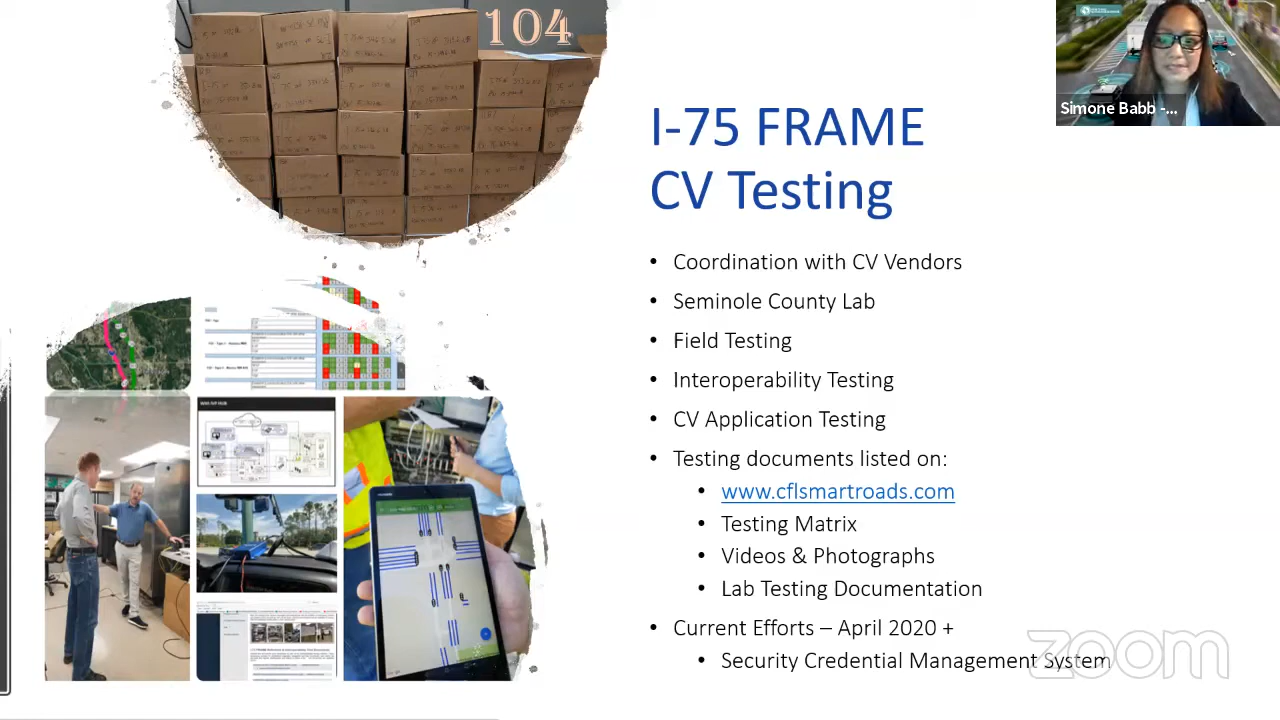 104
Simone Babb -...
I-75 FRAME
CV Testing
• Coordination with CV Vendors
• Seminole County Lab
• Field Testing
• Interoperability Testing
• CV Application Testing
• Testing documents listed on:
• www.cflsmartroads.com
• Testing Matrix
• Videos & Photographs
• Lab Testing Documentation
• Current Efforts – April 2020 +
• Security Credential Management System
zoom